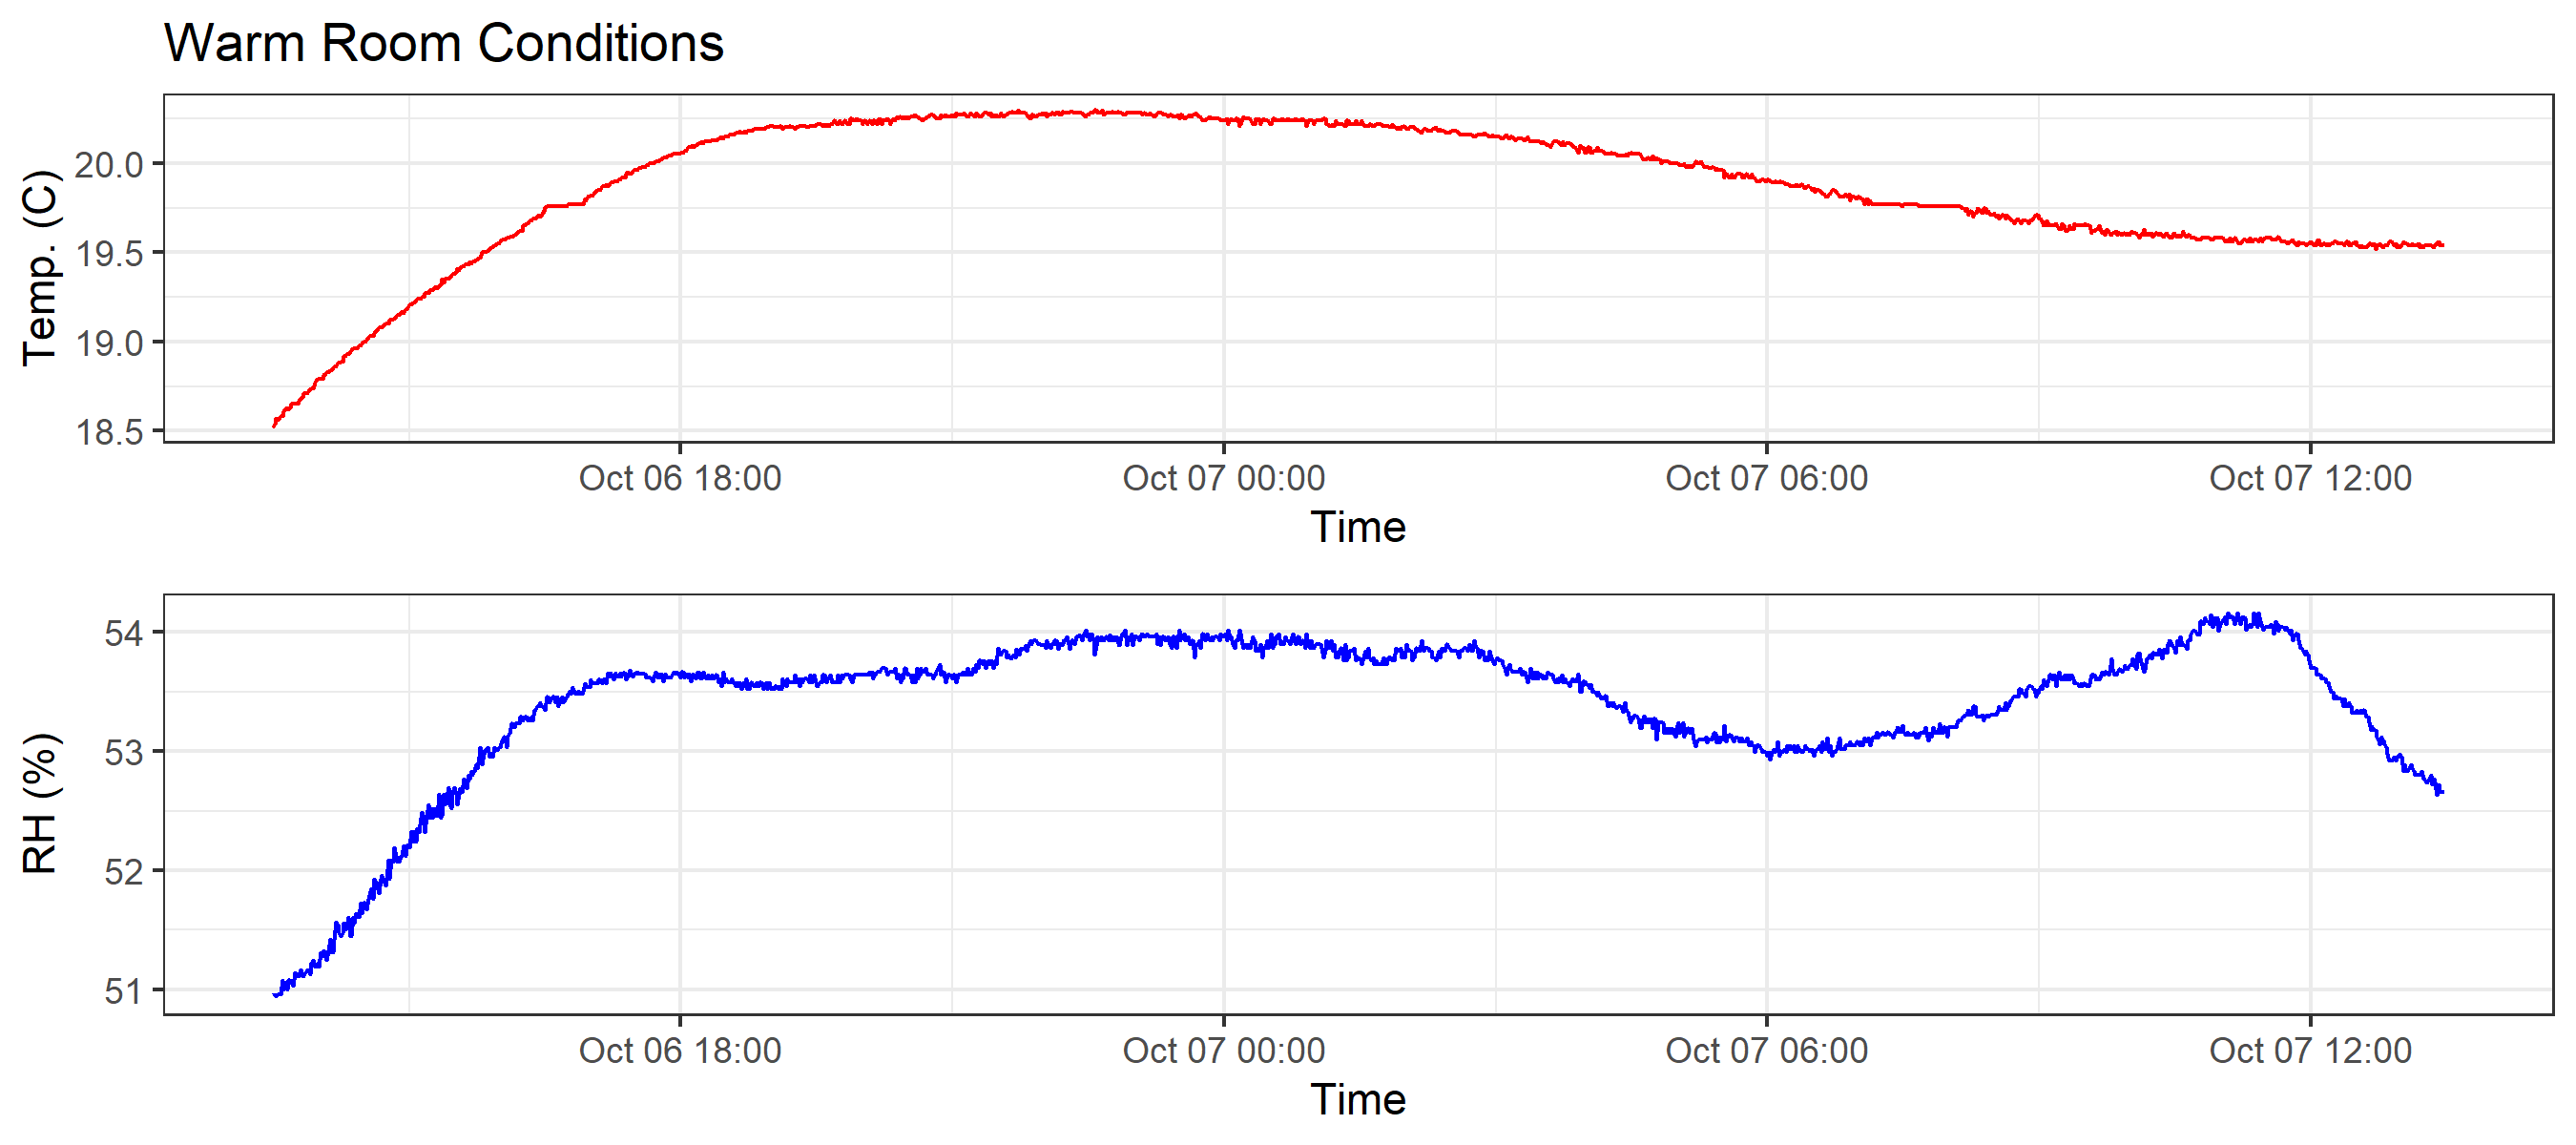 Warm Room Conditions
Temp. (C)
20.0
19.5
19.0
18.5
Oct 06 18:00 Oct 07 00:00 Oct 07 06:00 Oct 07 12:00
Time
RH (%)
54
53
52
51
Oct 06 18:00 Oct 07 00:00 Oct 07 06:00 Oct 07 12:00
Time